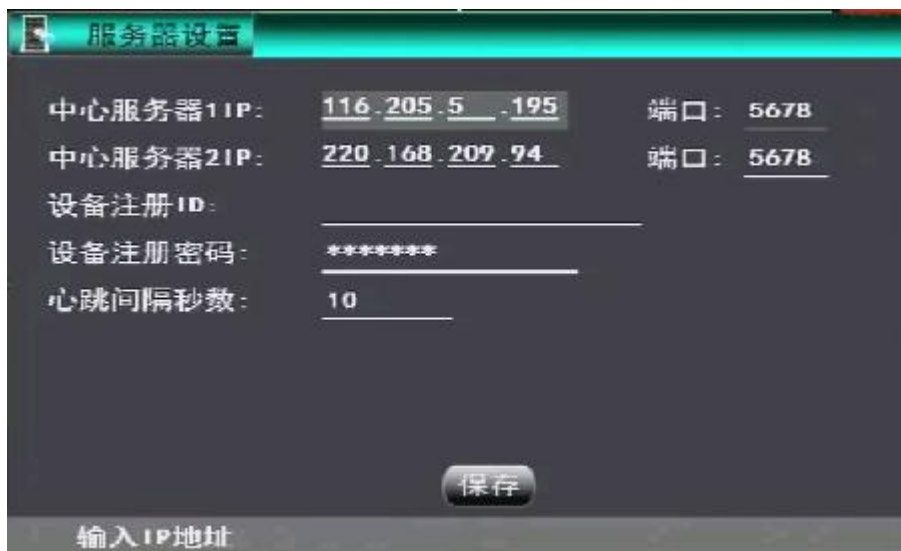 服务器设置
中心服务器1IP: 116.205.5.195 端口: 5678
中心服务器2IP: 220.168.209.94 端口: 5678
设备注册ID:
设备注册密码: *******
心跳间隔秒数: 10
保存
输入IP地址